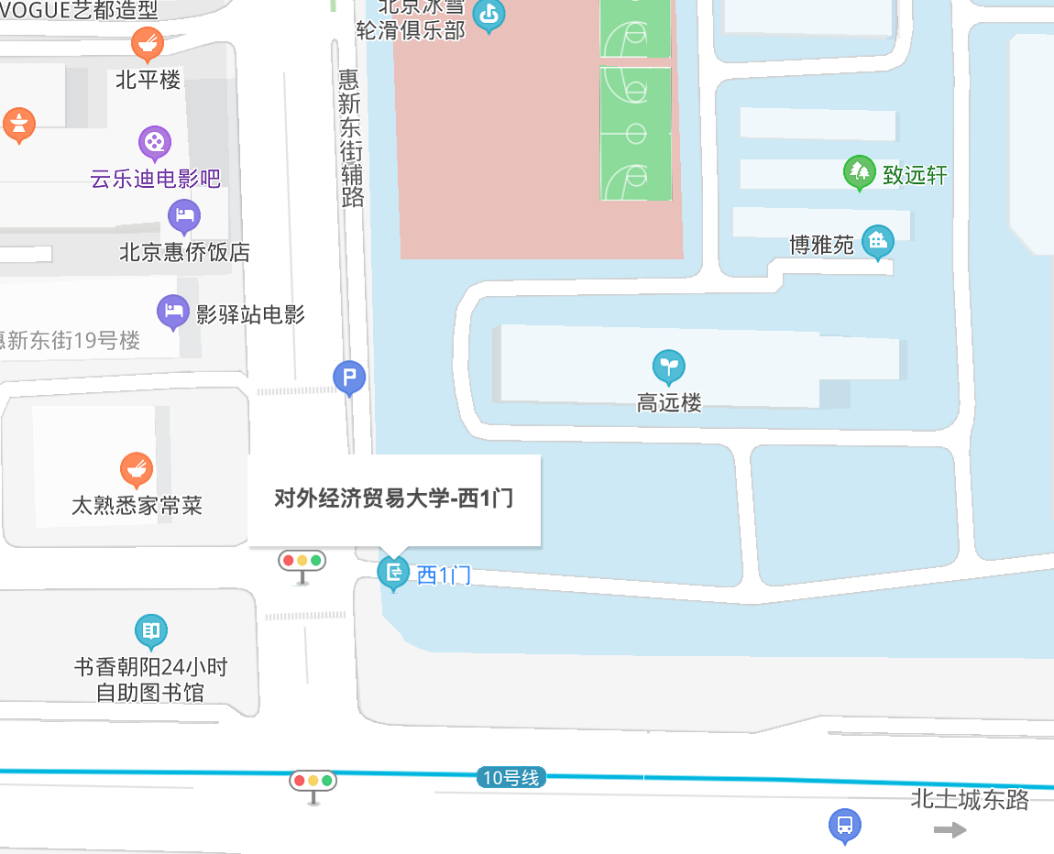 VOGUE艺都造型
北京冰雪
轮滑俱乐部
北平楼
惠新东街辅路
云乐迪电影吧
致远轩
北京惠侨饭店
博雅苑
影驿站电影
惠新东街19号楼
P
高远楼
太熟悉家常菜
对外经济贸易大学-西1门
西1门
书香朝阳24小时
自助图书馆
10号线
北土城东路